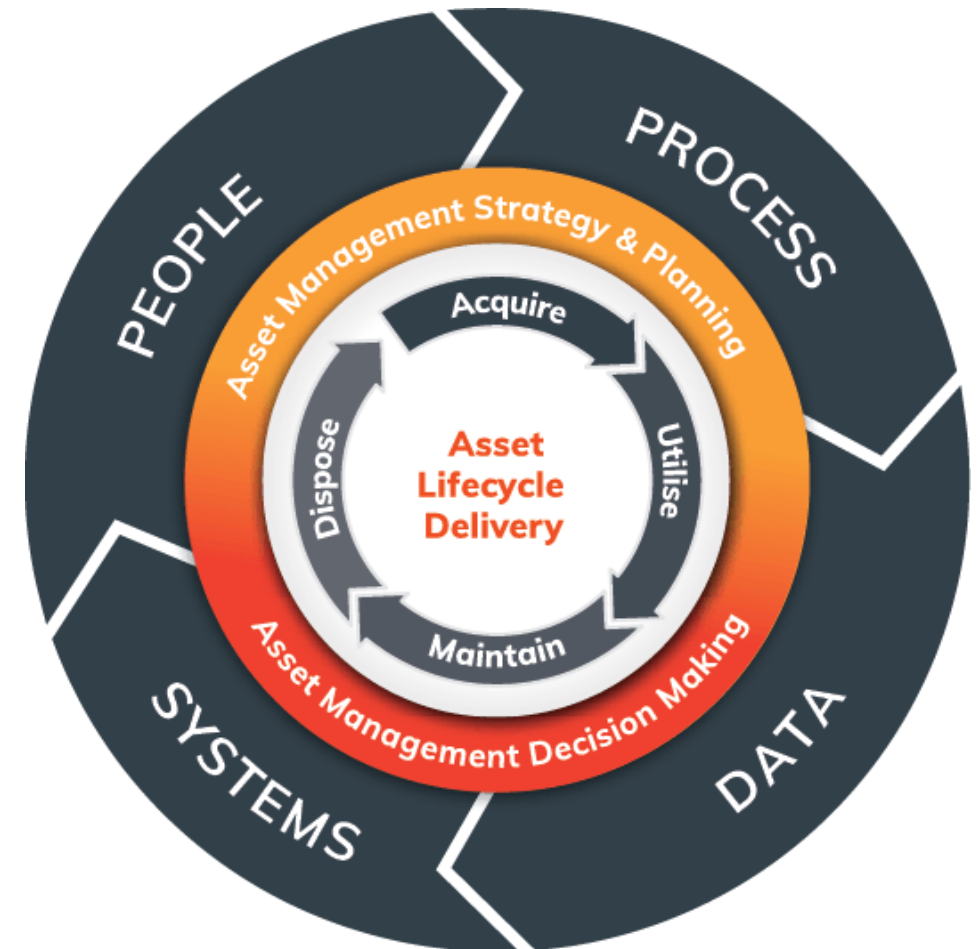 PEOPLE
PROCESS
DATA
SYSTEMS
Asset Management Strategy & Planning
Asset Management Decision Making
Acquire
Utilise
Maintain
Dispose
Asset
Lifecycle
Delivery